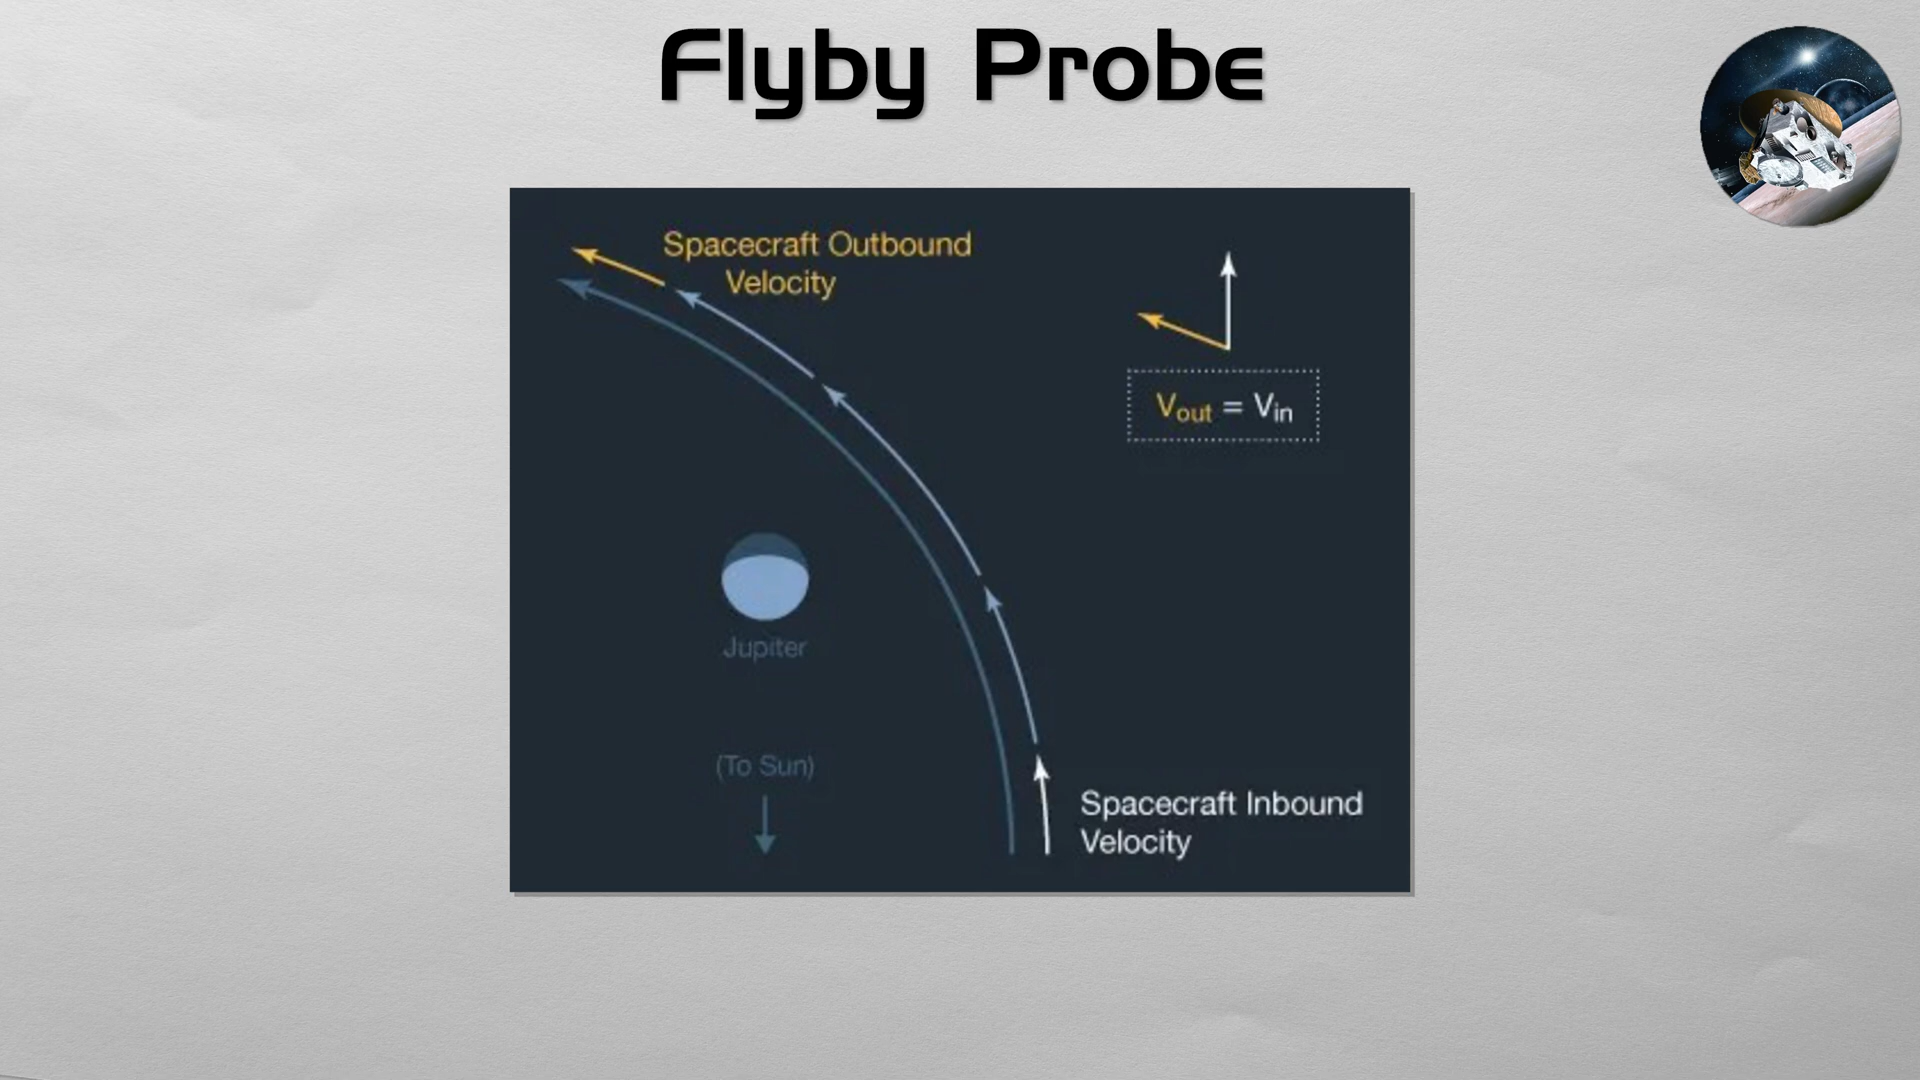 Flyby Probe
Spacecraft Outbound
Velocity
Vout = Vin
Jupiter
(To Sun)
Spacecraft Inbound
Velocity